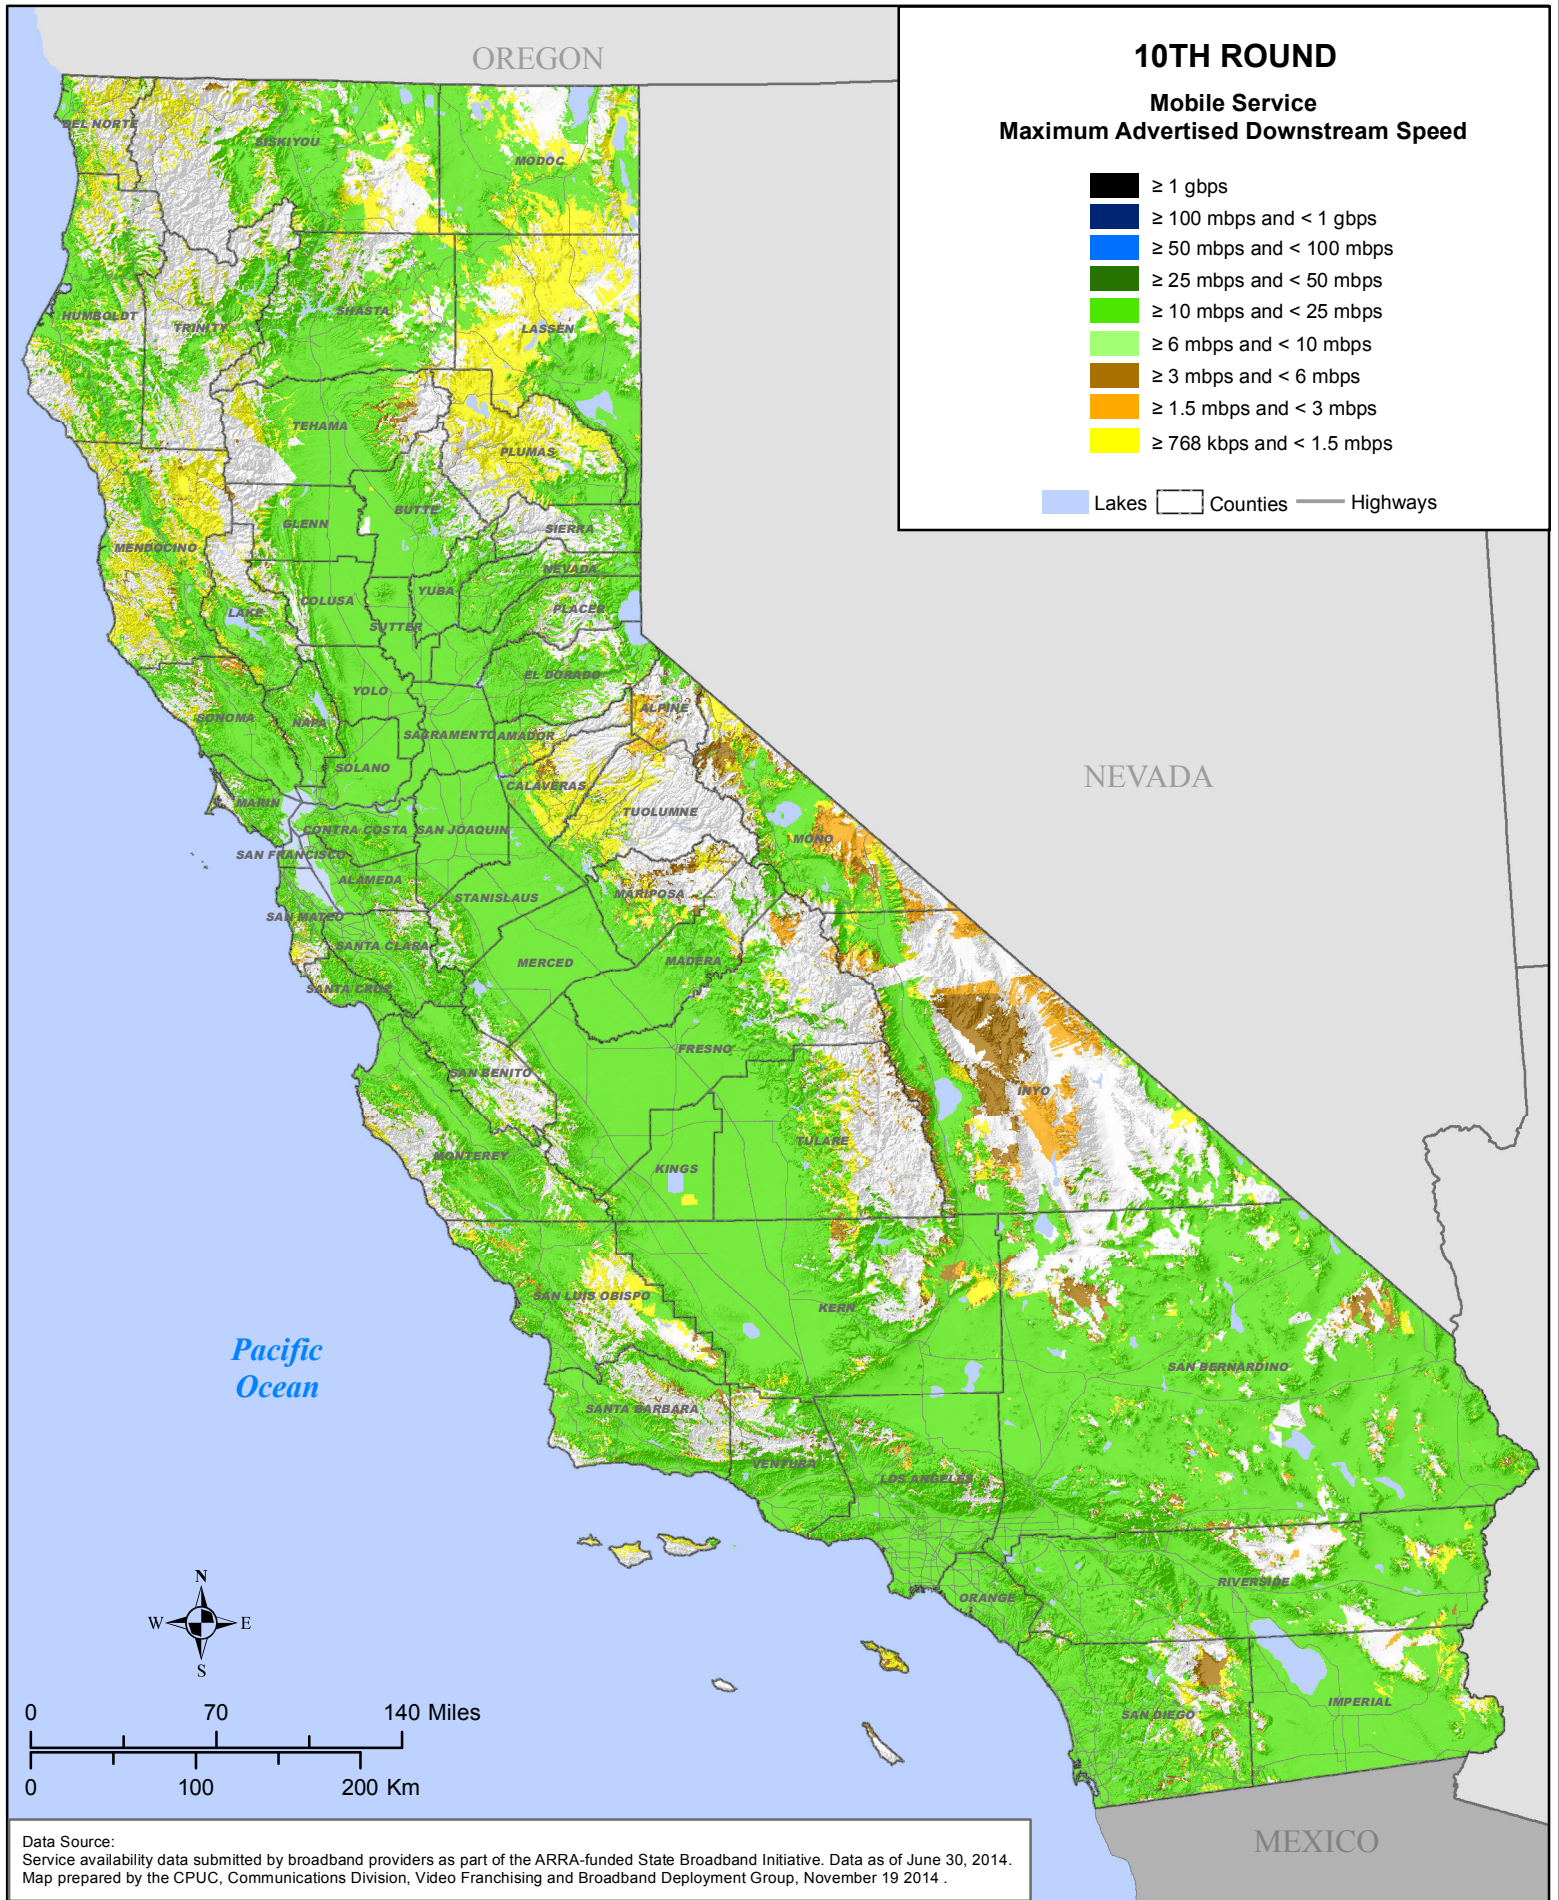 10TH ROUND
Mobile Service
Maximum Advertised Downstream Speed
≥ 1 gbps
≥ 100 mbps and < 1 gbps
≥ 50 mbps and < 100 mbps
≥ 25 mbps and < 50 mbps
≥ 10 mbps and < 25 mbps
≥ 6 mbps and < 10 mbps
≥ 3 mbps and < 6 mbps
≥ 1.5 mbps and < 3 mbps
≥ 768 kbps and < 1.5 mbps
Lakes Counties Highways
OREGON
DEL NORTE
SISKIYOU
MODOC
HUMBOLDT
TRINITY
SHASTA
LASSEN
TEHAMA
PLUMAS
GLENN
BUTTE
SIERRA
MENDOCINO
NEVADA
COLUSA
YUBA
LAKE
PLACER
SUTTER
EL DORADO
YOLO
SONOMA
NAPA
ALPINE
SACRAMENTO
AMADOR
SOLANO
CALAVERAS
NEVADA
MARIN
TUOLUMNE
CONTRA COSTA
SAN JOAQUIN
MONO
SAN FRANCISCO
ALAMEDA
STANISLAUS
MARIPOSA
SAN MATEO
SANTA CLARA
MERCED
MADERA
SANTA CRUZ
FRESNO
SAN BENITO
INYO
TULARE
MONTEREY
KINGS
SAN LUIS OBISPO
KERN
Pacific
Ocean
SAN BERNARDINO
SANTA BARBARA
VENTURA
LOS ANGELES
RIVERSIDE
ORANGE
IMPERIAL
SAN DIEGO
N
W E
S
0 70 140 Miles
0 100 200 Km
MEXICO
Data Source:
Service availability data submitted by broadband providers as part of the ARRA-funded State Broadband Initiative. Data as of June 30, 2014.
Map prepared by the CPUC, Communications Division, Video Franchising and Broadband Deployment Group, November 19 2014 .